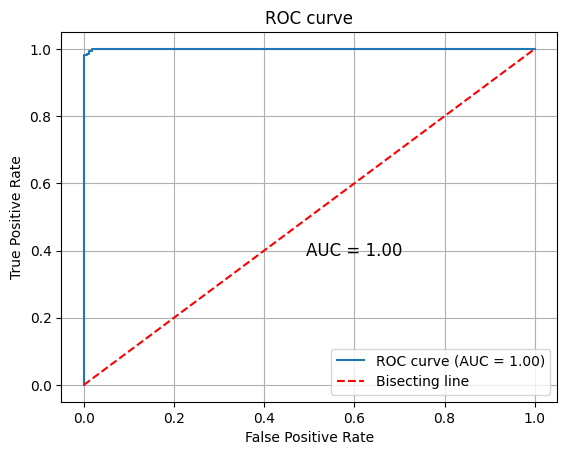 ROC curve
True Positive Rate
1.0
0.8
0.6
0.4
0.2
0.0
AUC = 1.00
ROC curve (AUC = 1.00)
Bisecting line
0.0 0.2 0.4 0.6 0.8 1.0
False Positive Rate